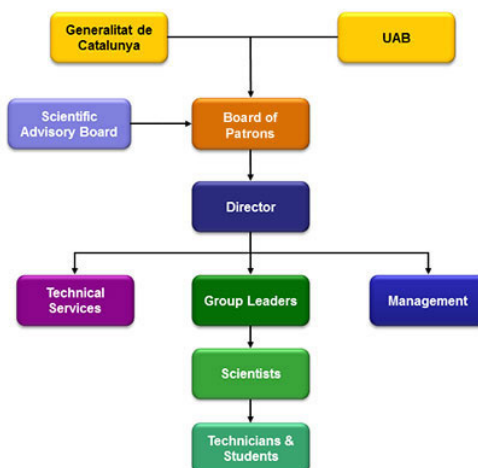 Generalitat de
Catalunya
UAB
Scientific
Advisory Board
Board of
Patrons
Director
Technical
Services
Group Leaders
Management
Scientists
Technicians &
Students